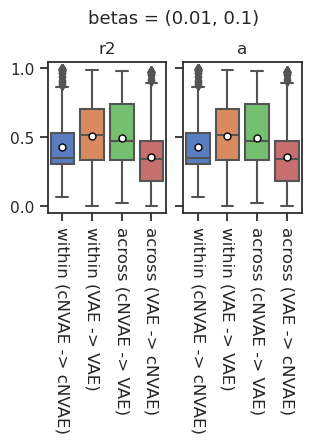 betas = (0.01, 0.1)
r2
a
1.0
0.5
0.0
within (cNVAE -> cNVAE)
within (VAE -> VAE)
across (cNVAE -> VAE)
across (VAE -> cNVAE)
within (cNVAE -> cNVAE)
within (VAE -> VAE)
across (cNVAE -> VAE)
across (VAE -> cNVAE)